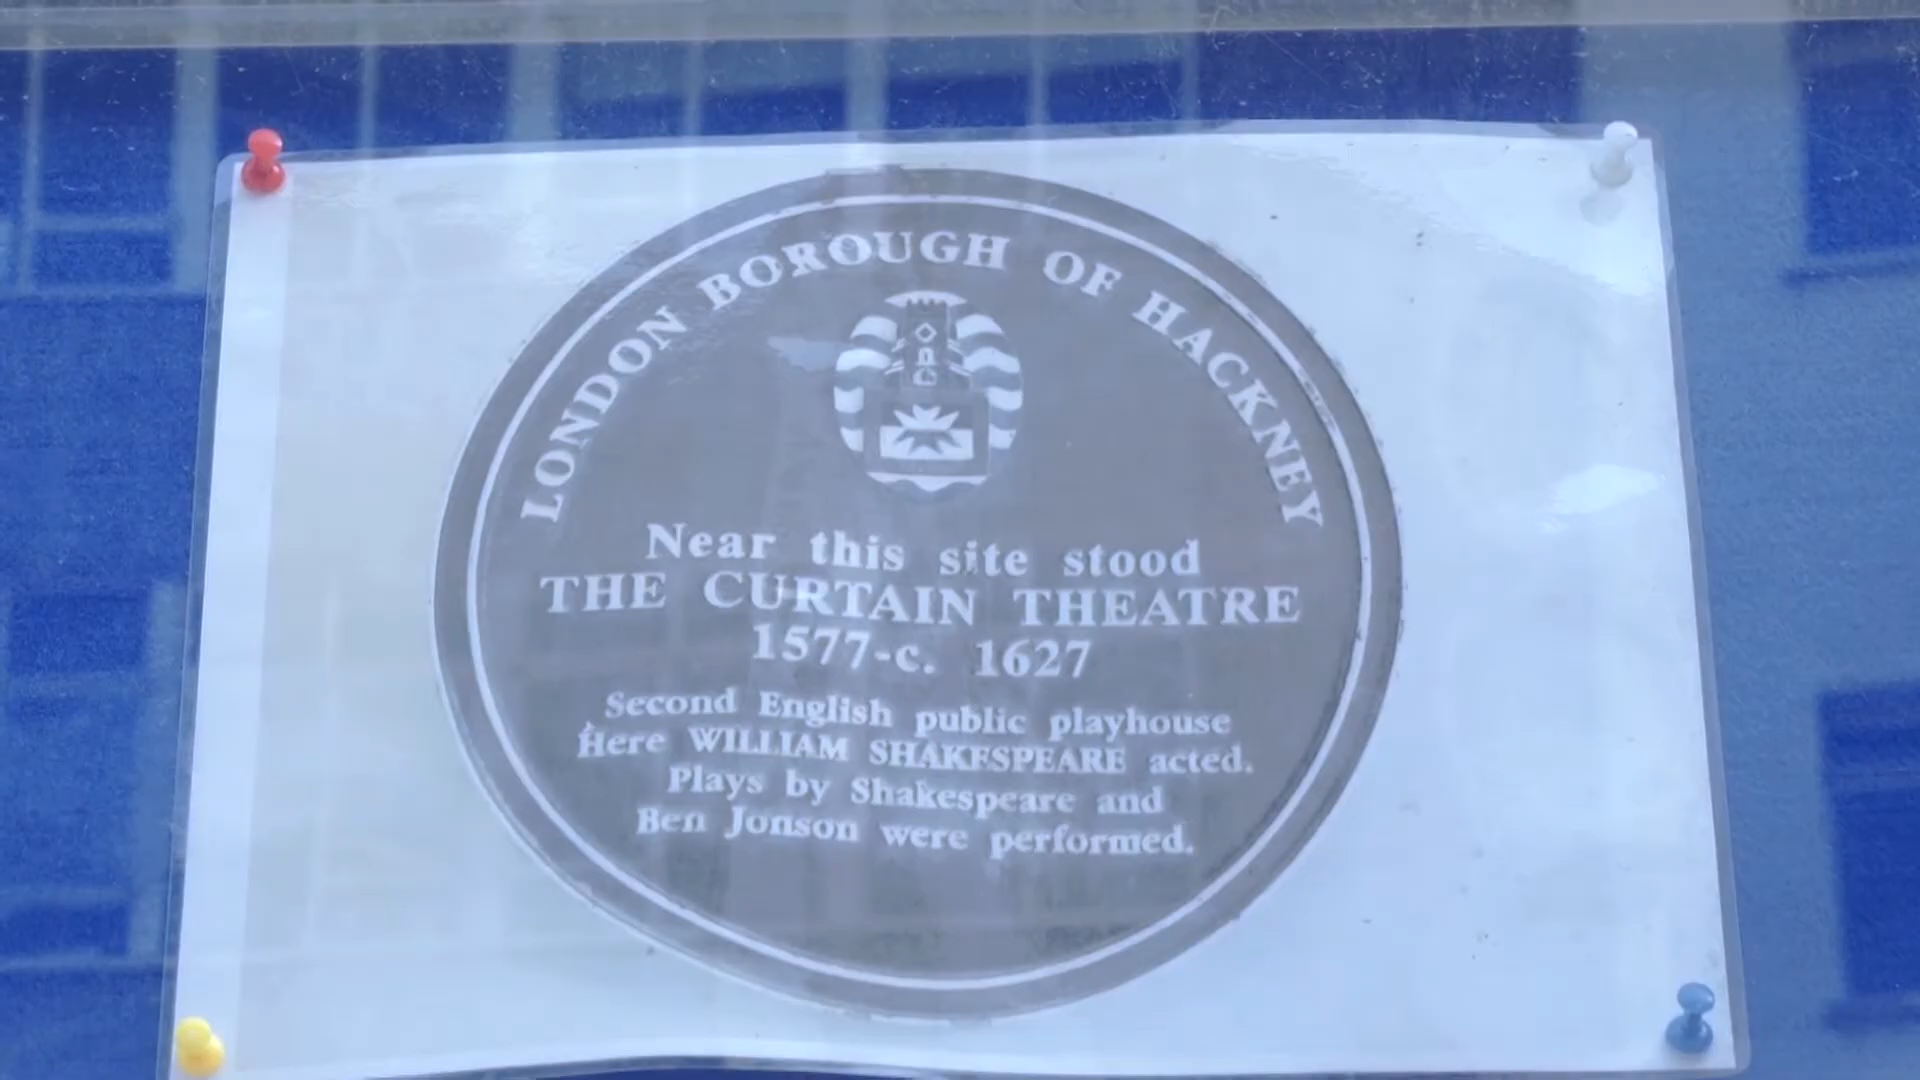 LONDON BOROUGH OF HACKNEY
Near this site stood
THE CURTAIN THEATRE
1577-c. 1627
Second English public playhouse
Here WILLIAM SHAKESPEARE acted.
Plays by Shakespeare and
Ben Jonson were performed.